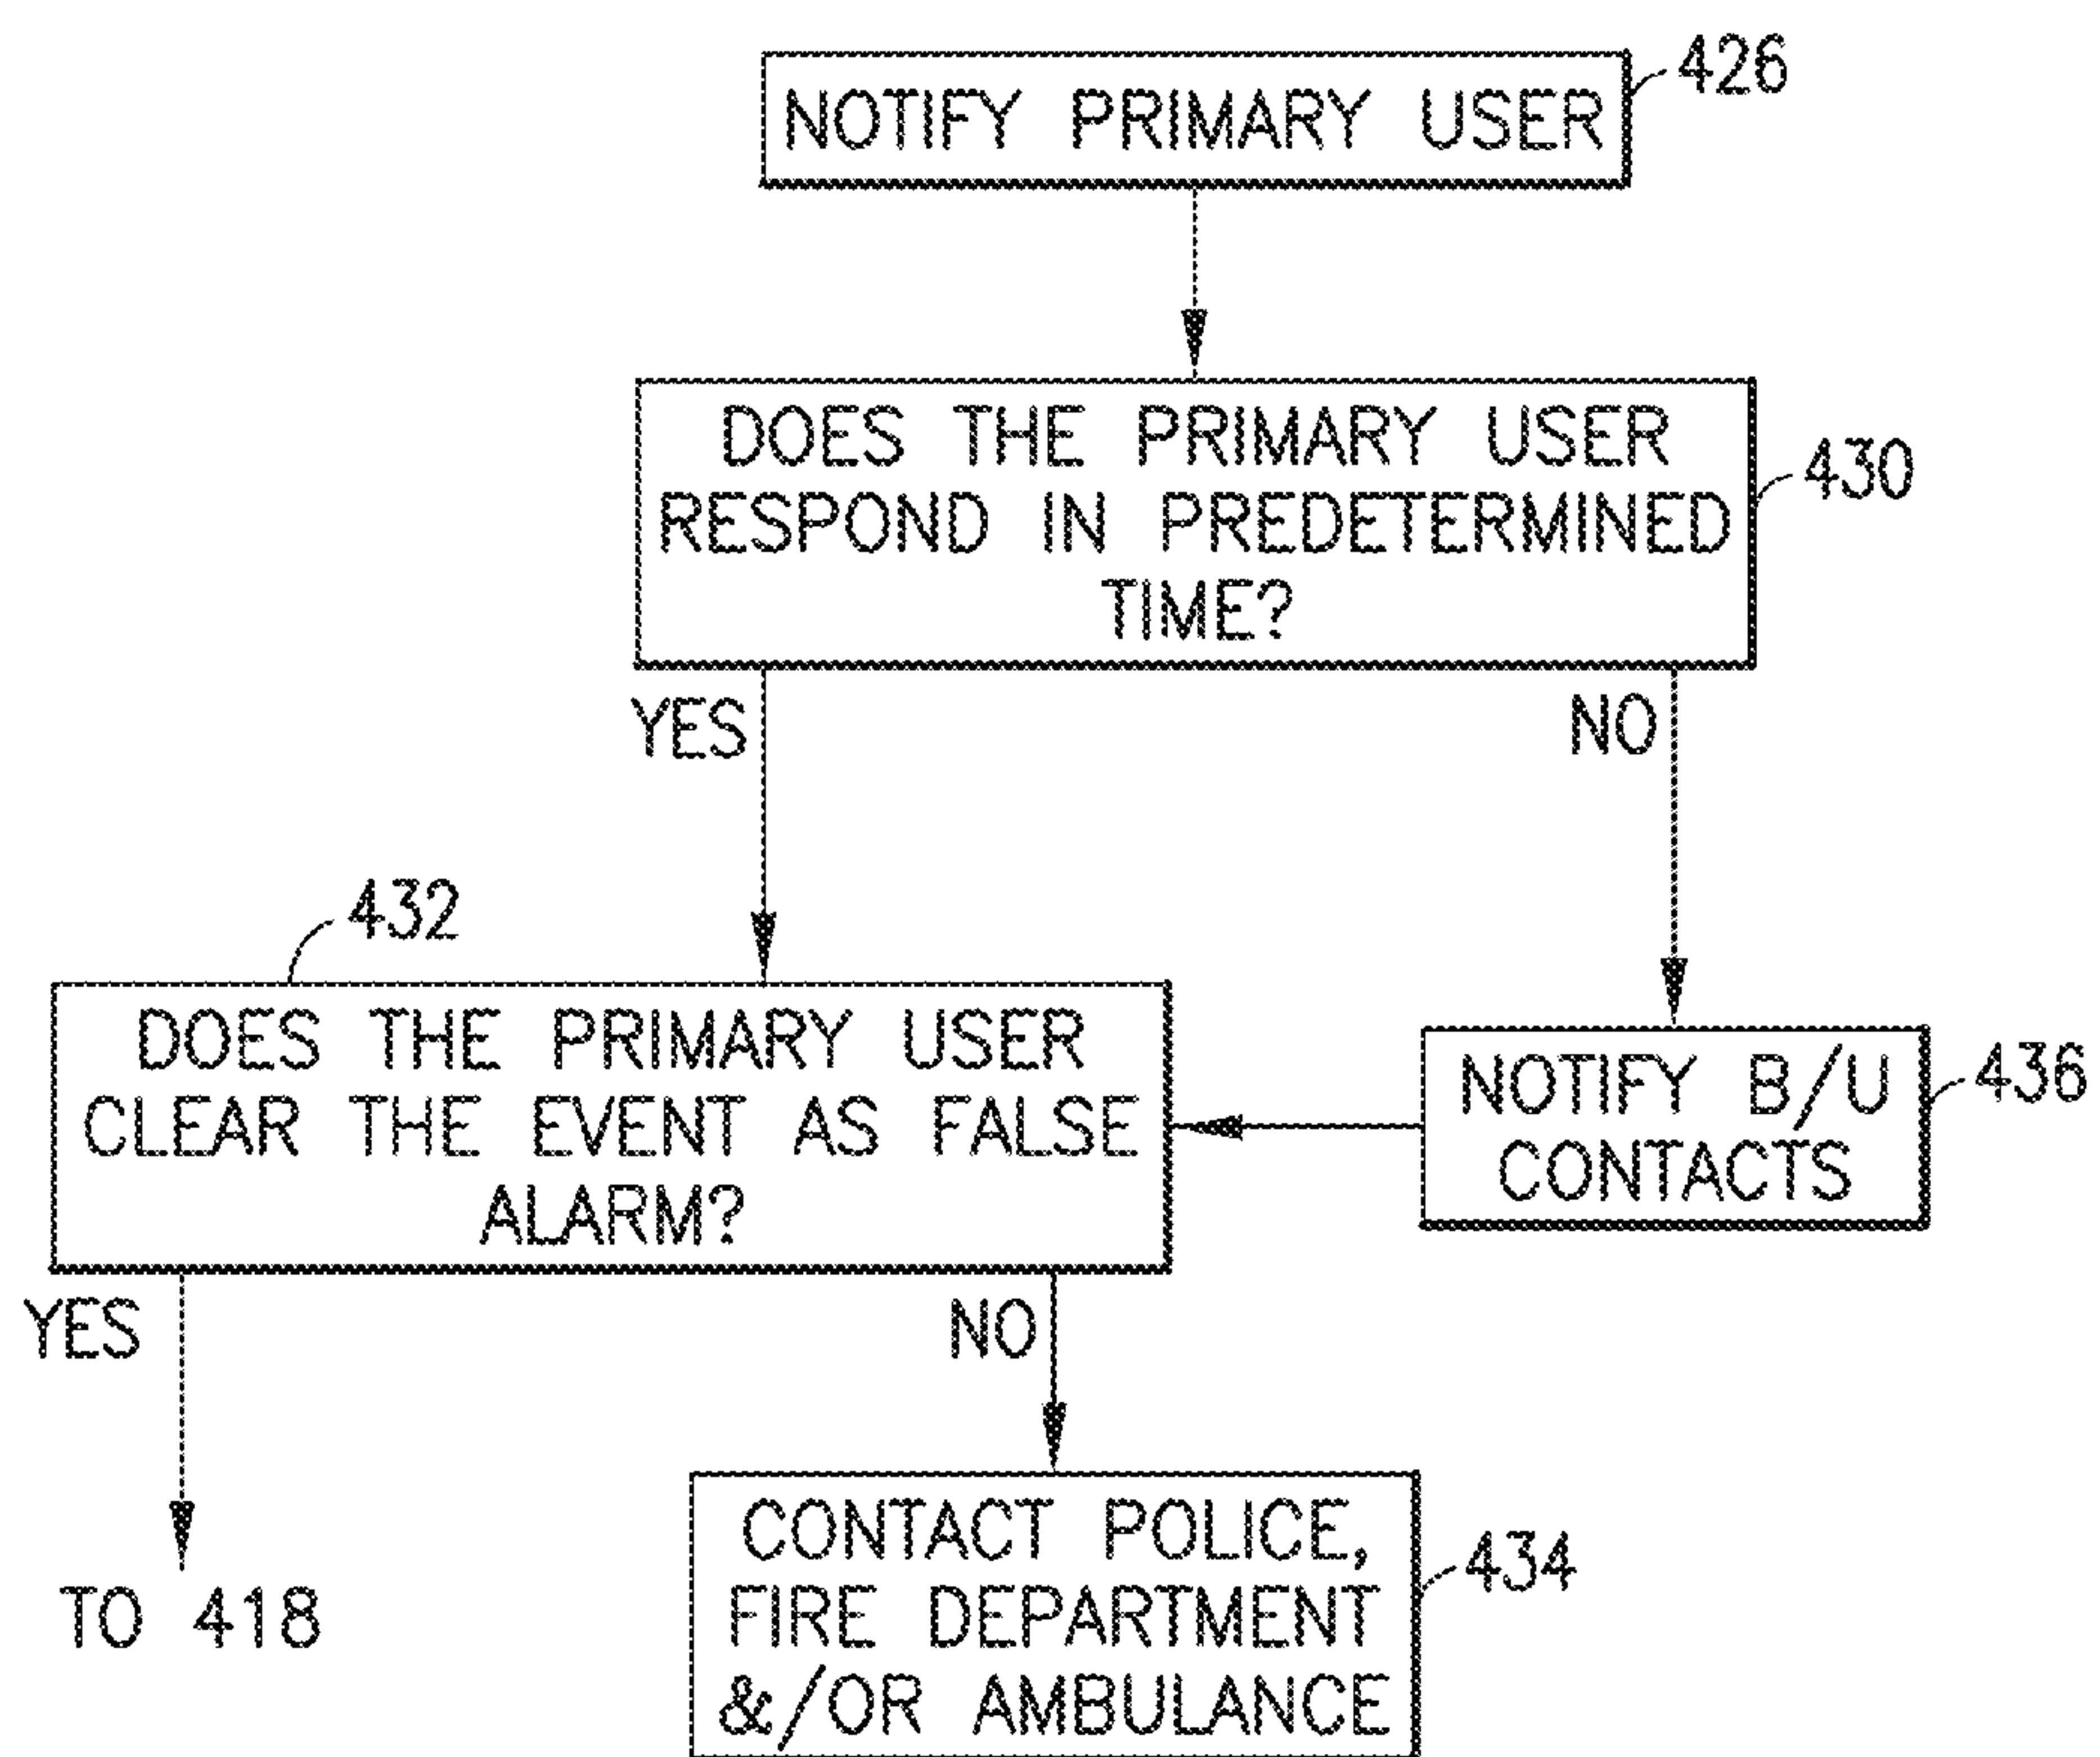 NOTIFY PRIMARY USER
426
DOES THE PRIMARY USER
RESPOND IN PREDETERMINED
TIME?
430
YES
NO
432
DOES THE PRIMARY USER
CLEAR THE EVENT AS FALSE
ALARM?
NOTIFY B/U
CONTACTS
436
YES
NO
TO 418
CONTACT POLICE,
FIRE DEPARTMENT
&/OR AMBULANCE
434